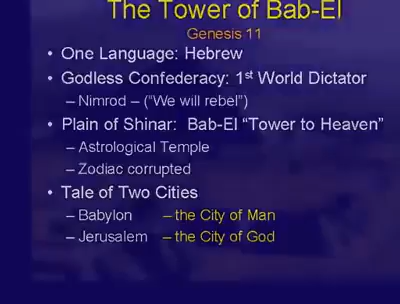 The Tower of Bab-El
Genesis 11
• One Language: Hebrew
• Godless Confederacy: 1st World Dictator
– Nimrod – ("We will rebel")
• Plain of Shinar: Bab-El "Tower to Heaven"
– Astrological Temple
– Zodiac corrupted
• Tale of Two Cities
– Babylon – the City of Man
– Jerusalem – the City of God